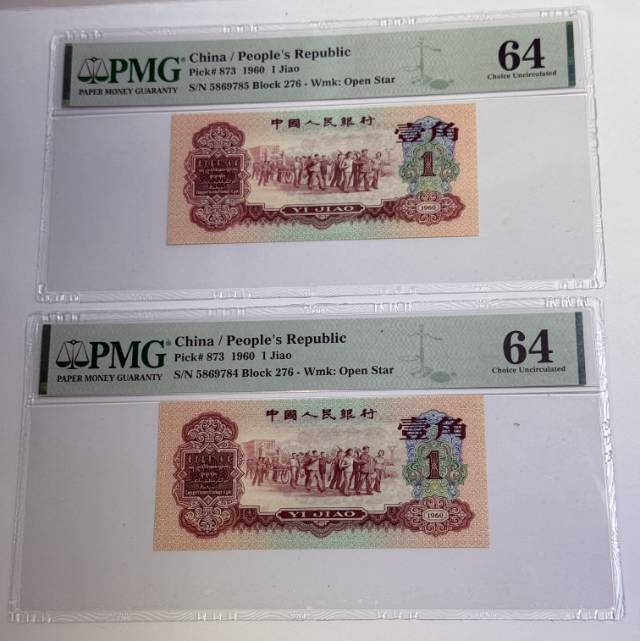 PMG
PAPER MONEY GUARANTY
China / People's Republic
Pick# 873 1960 1 Jiao
S/N 5869785 Block 276 - Wmk: Open Star
64
Choice Uncirculated
中國人民銀行
壹角
1
YI JIAO
1960
PMG
PAPER MONEY GUARANTY
China / People's Republic
Pick# 873 1960 1 Jiao
S/N 5869784 Block 276 - Wmk: Open Star
64
Choice Uncirculated
中國人民銀行
壹角
1
YI JIAO
1960